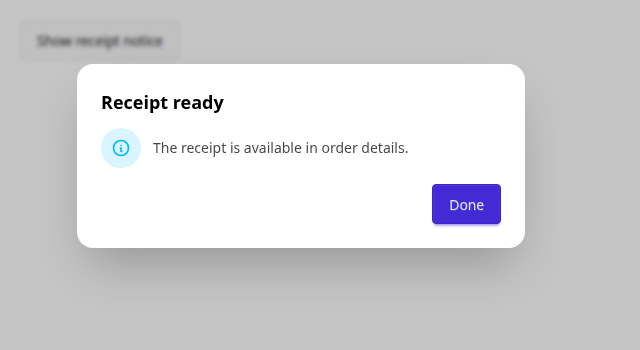 Show receipt notice
Receipt ready
The receipt is available in order details.
Done